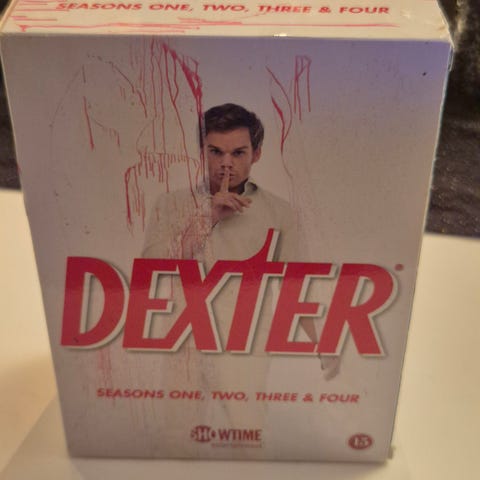 SEASONS ONE, TWO, THREE & FOUR
DEXTER®
SEASONS ONE, TWO, THREE & FOUR
SHOWTIME
15